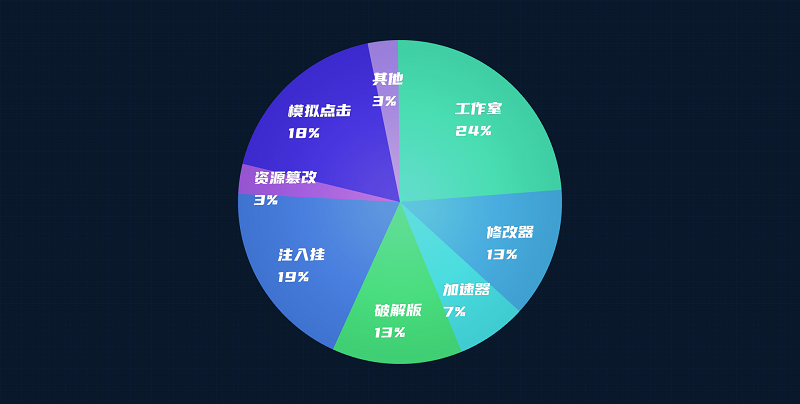 其他
3%
工作室
24%
模拟点击
18%
资源篡改
3%
修改器
13%
注入挂
19%
加速器
7%
破解版
13%